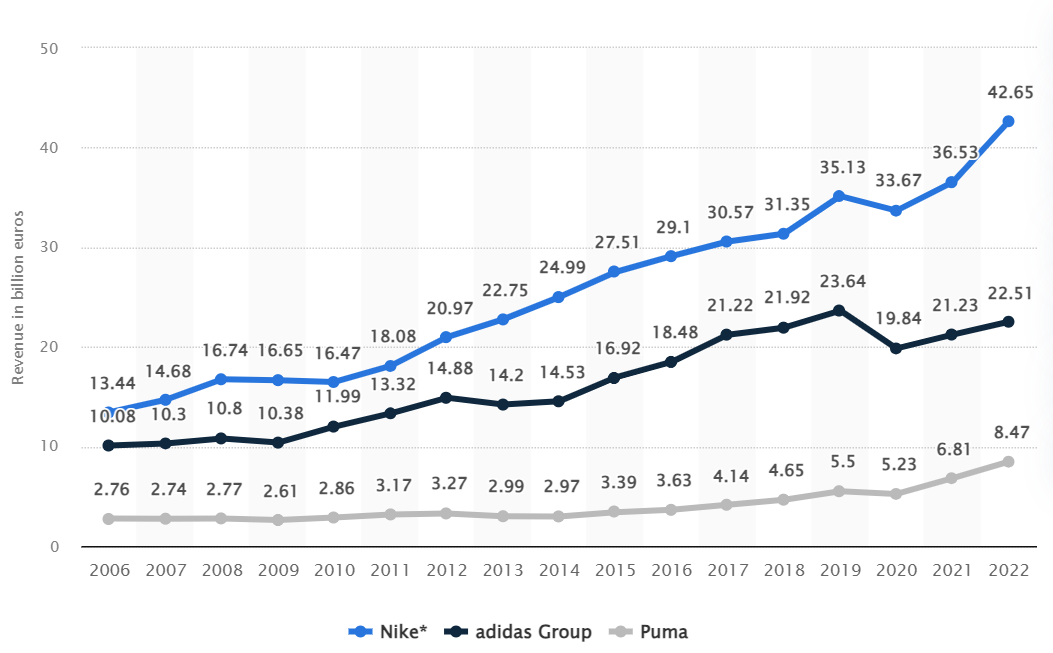 50
40
30
20
10
0
Revenue in billion euros
13.44 14.68 16.74 16.65 16.47 18.08 20.97 22.75 24.99 27.51 29.1 30.57 31.35 35.13 33.67 36.53 42.65
10.08 10.3 10.8 10.38 11.99 13.32 14.88 14.2 14.53 16.92 18.48 21.22 21.92 23.64 19.84 21.23 22.51
2.76 2.74 2.77 2.61 2.86 3.17 3.27 2.99 2.97 3.39 3.63 4.14 4.65 5.5 5.23 6.81 8.47
2006 2007 2008 2009 2010 2011 2012 2013 2014 2015 2016 2017 2018 2019 2020 2021 2022
Nike* adidas Group Puma